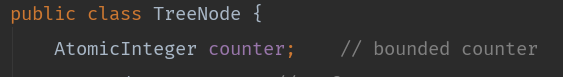 public class TreeNode {
AtomicInteger counter;    // bounded counter